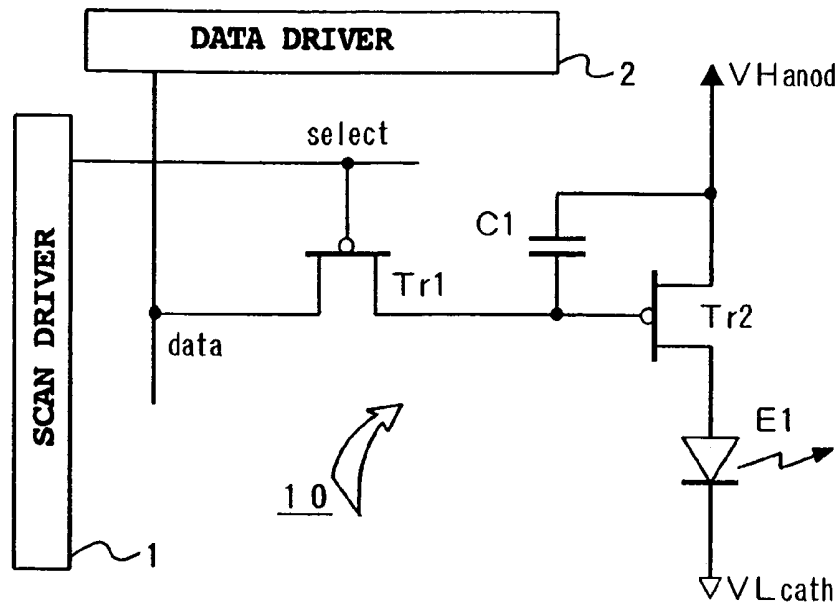 DATA DRIVER
2
VHanod
select
C1
Tr1
Tr2
data
SCAN DRIVER
E1
10
1
VLcath